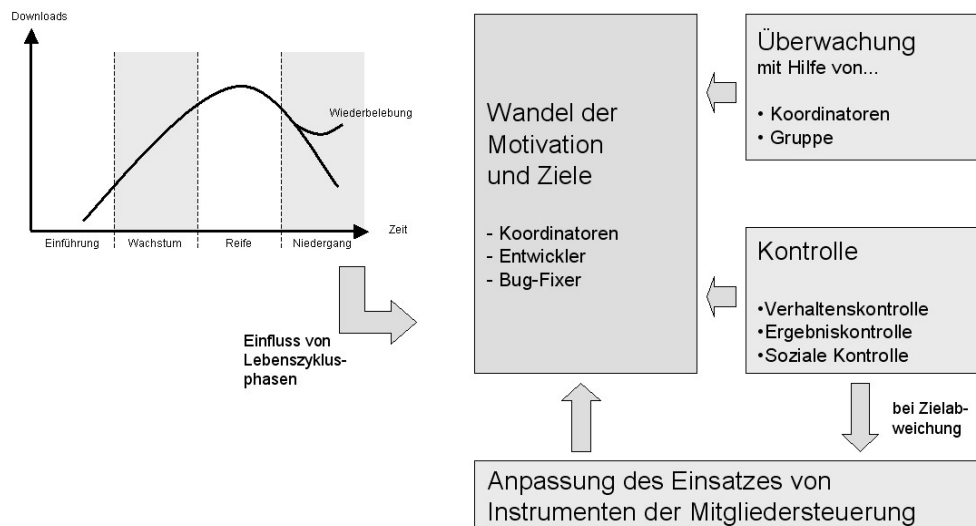 Downloads
Wiederbelebung
Zeit
Einführung
Wachstum
Reife
Niedergang
Einfluss von
Lebenszyklus-
phasen
Wandel der
Motivation
und Ziele
- Koordinatoren
- Entwickler
- Bug-Fixer
Überwachung
mit Hilfe von...
• Koordinatoren
• Gruppe
Kontrolle
•Verhaltenskontrolle
•Ergebniskontrolle
•Soziale Kontrolle
bei Zielab-
weichung
Anpassung des Einsatzes von
Instrumenten der Mitgliedersteuerung